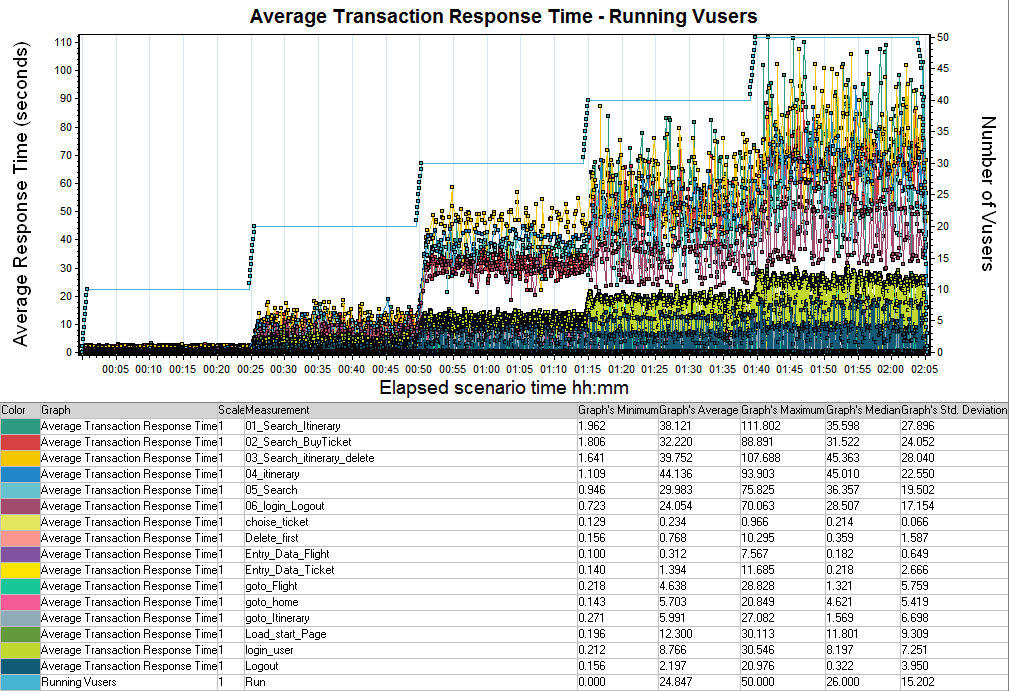 Average Transaction Response Time - Running Vusers
Average Response Time (seconds)
110
100
90
80
70
60
50
40
30
20
10
0
50
45
40
35
30
25
20
15
10
5
0
Number of Vusers
00:05 00:10 00:15 00:20 00:25 00:30 00:35 00:40 00:45 00:50 00:55 01:00 01:05 01:10 01:15 01:20 01:25 01:30 01:35 01:40 01:45 01:50 01:55 02:00 02:05
Elapsed scenario time hh:mm
Color Graph Scale Measurement Graph's Minimum Graph's Average Graph's Maximum Graph's Median Graph's Std. Deviation
Average Transaction Response Time 1 01_Search_Itinerary 1.962 38.121 111.802 35.598 27.896
Average Transaction Response Time 1 02_Search_BuyTicket 1.806 32.220 88.891 31.522 24.052
Average Transaction Response Time 1 03_Search_itinerary_delete 1.641 39.752 107.688 45.363 28.040
Average Transaction Response Time 1 04_itinerary 1.109 44.136 93.903 45.010 22.550
Average Transaction Response Time 1 05_Search 0.946 29.983 75.825 36.357 19.502
Average Transaction Response Time 1 06_login_Logout 0.723 24.054 70.063 28.507 17.154
Average Transaction Response Time 1 choise_ticket 0.129 0.234 0.966 0.214 0.066
Average Transaction Response Time 1 Delete_first 0.156 0.768 10.295 0.359 1.587
Average Transaction Response Time 1 Entry_Data_Flight 0.100 0.312 7.567 0.182 0.649
Average Transaction Response Time 1 Entry_Data_Ticket 0.140 1.394 11.685 0.218 2.666
Average Transaction Response Time 1 goto_Flight 0.218 4.638 28.828 1.321 5.759
Average Transaction Response Time 1 goto_home 0.143 5.703 20.849 4.621 5.419
Average Transaction Response Time 1 goto_Itinerary 0.271 5.991 27.082 1.569 6.698
Average Transaction Response Time 1 Load_start_Page 0.196 12.300 30.113 11.801 9.309
Average Transaction Response Time 1 login_user 0.212 8.766 30.546 8.197 7.251
Average Transaction Response Time 1 Logout 0.156 2.197 20.976 0.322 3.950
Running Vusers 1 Run 0.000 24.847 50.000 26.000 15.202